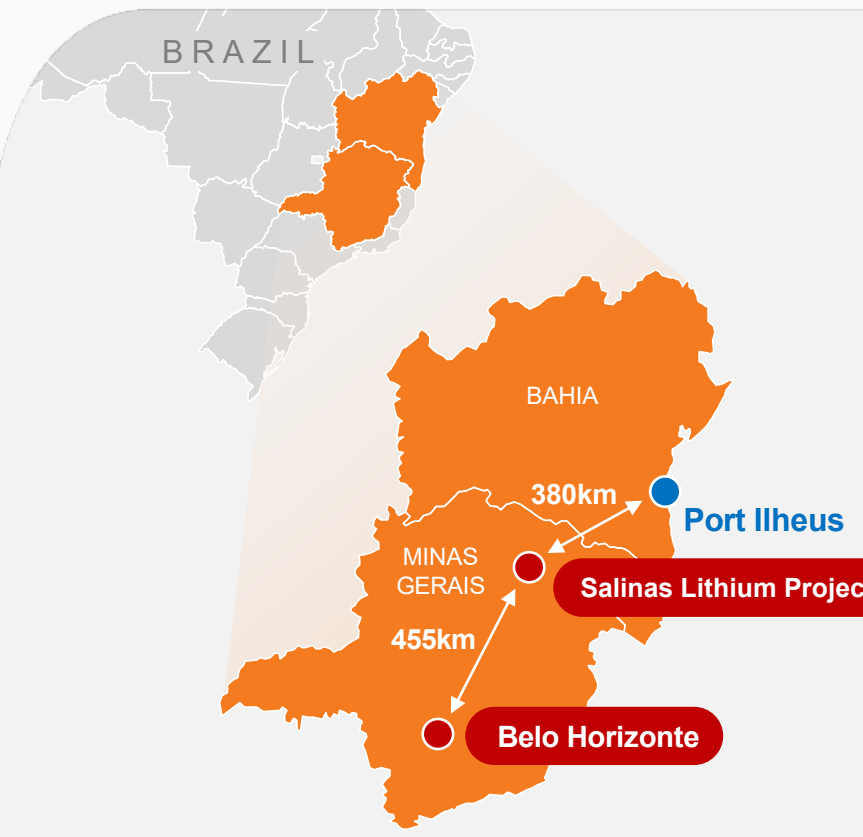 BRAZIL
BAHIA
380km
Port Ilheus
MINAS
GERAIS
Salinas Lithium Projec
455km
Belo Horizonte